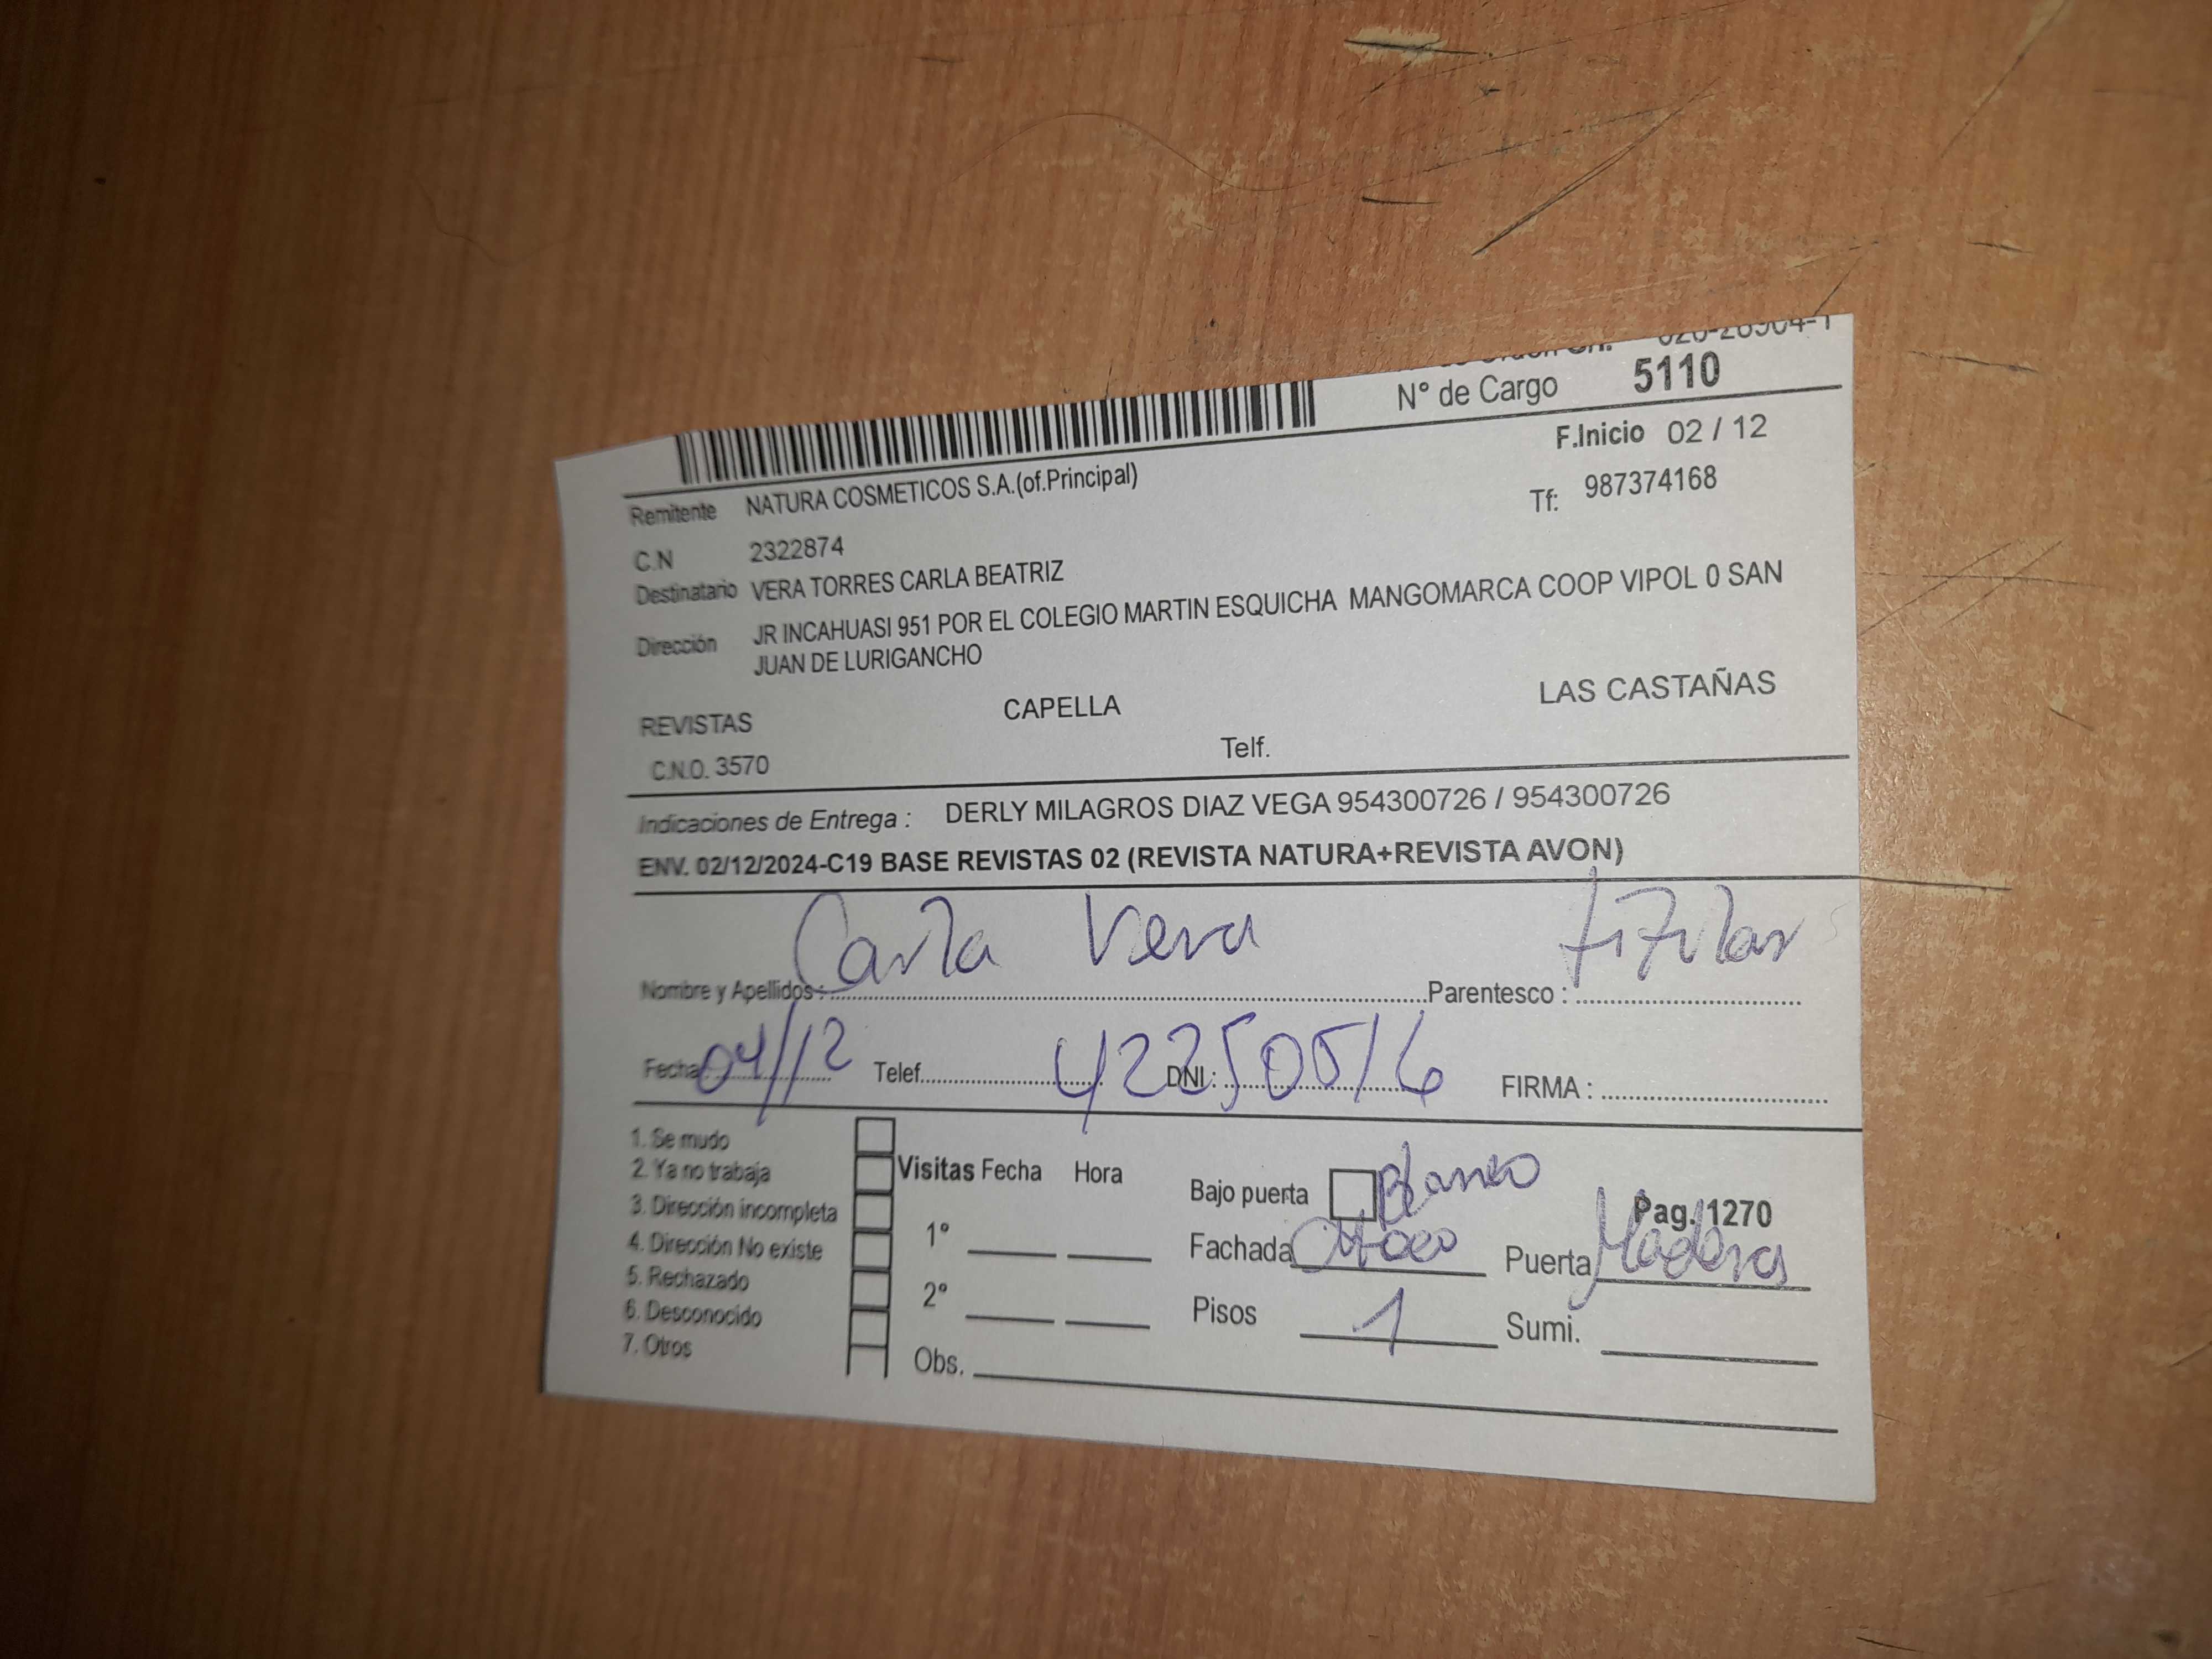 N° de Cargo 5110
F.Inicio 02 / 12
Remitente NATURA COSMETICOS S.A.(of.Principal)
Tf: 987374168
C.N 2322874
Destinatario VERA TORRES CARLA BEATRIZ
Dirección JR INCAHUASI 951 POR EL COLEGIO MARTIN ESQUICHA MANGOMARCA COOP VIPOL 0 SAN
JUAN DE LURIGANCHO
REVISTAS CAPELLA LAS CASTAÑAS
C.N.O. 3570 Telf.
Indicaciones de Entrega : DERLY MILAGROS DIAZ VEGA 954300726 / 954300726
ENV. 02/12/2024-C19 BASE REVISTAS 02 (REVISTA NATURA+REVISTA AVON)
Nombre y Apellidos : Carla Vera Parentesco : titular
Fecha: 04/12 Telef. DNI : 42250516 FIRMA :
1. Se mudo
2. Ya no trabaja
3. Dirección incompleta
4. Dirección No existe
5. Rechazado
6. Desconocido
7. Otros
Visitas Fecha Hora
1°
2°
Obs.
Bajo puerta Blanco
Pag. 1270
Fachada Puerta Madera
Pisos 1 Sumi.